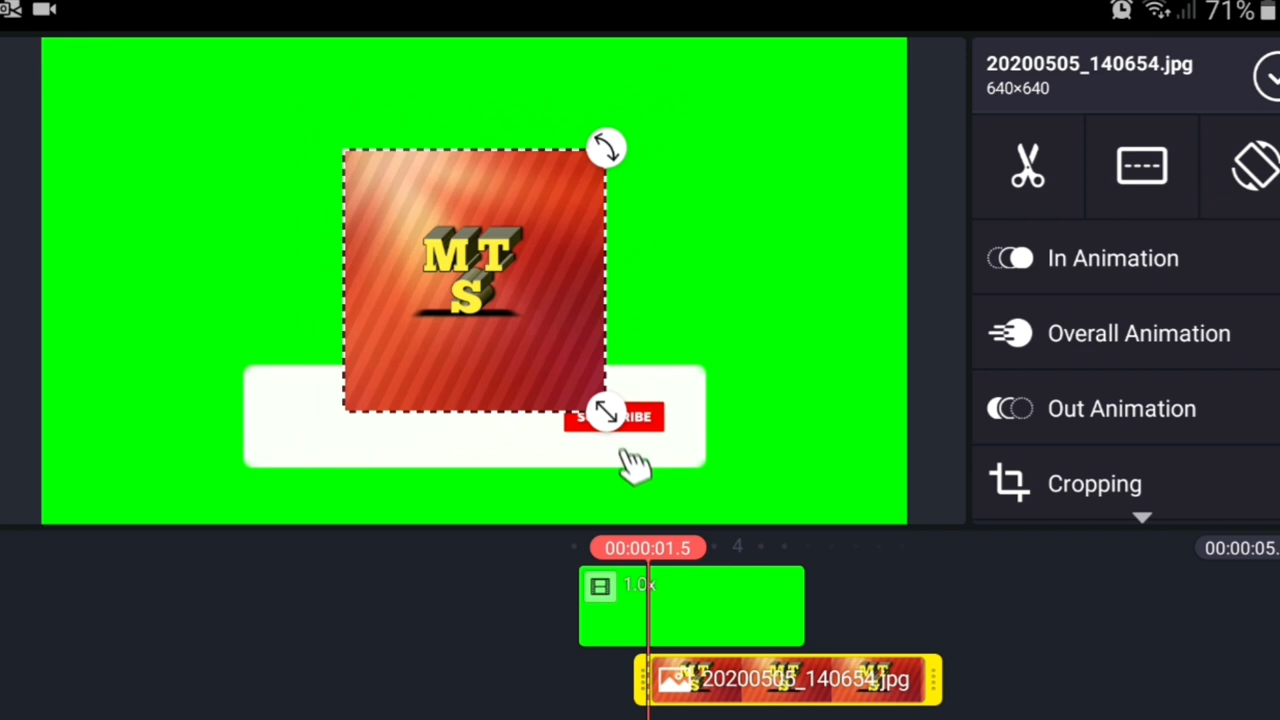 71%
20200505_140654.jpg
640×640
M T
S
In Animation
Overall Animation
Out Animation
Cropping
00:00:01.5
4
00:00:05.
1.0x
20200505_140654.jpg